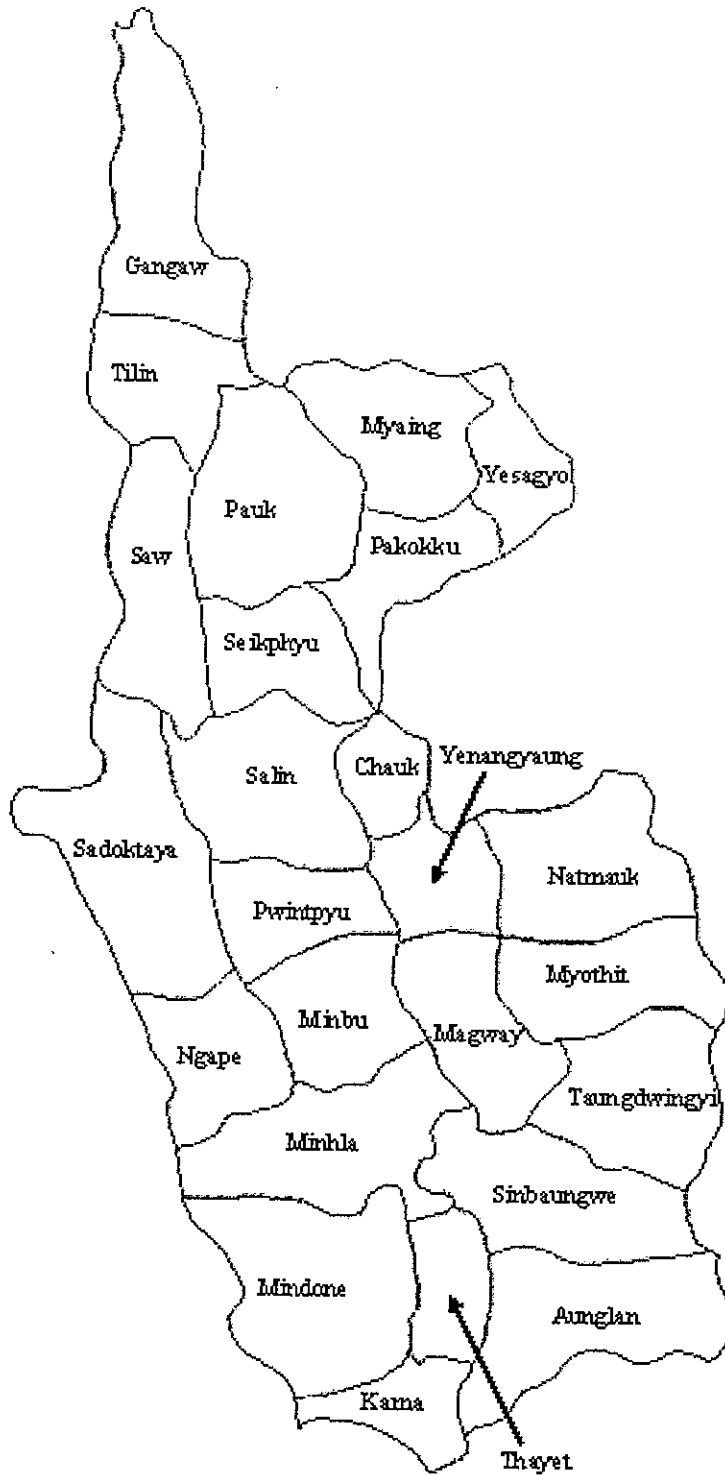 Gangaw
Tilin
Myaing
Yesagyo
Pauk
Pakokku
Saw
Seikphyu
Yenangyaung
Chauk
Salin
Sadoktaya
Natmauk
Pwintpyu
Myothit
Minbu
Magway
Ngape
Taungdwingyi
Minhla
Sinbaungwe
Mindone
Aunglan
Kama
Thayet